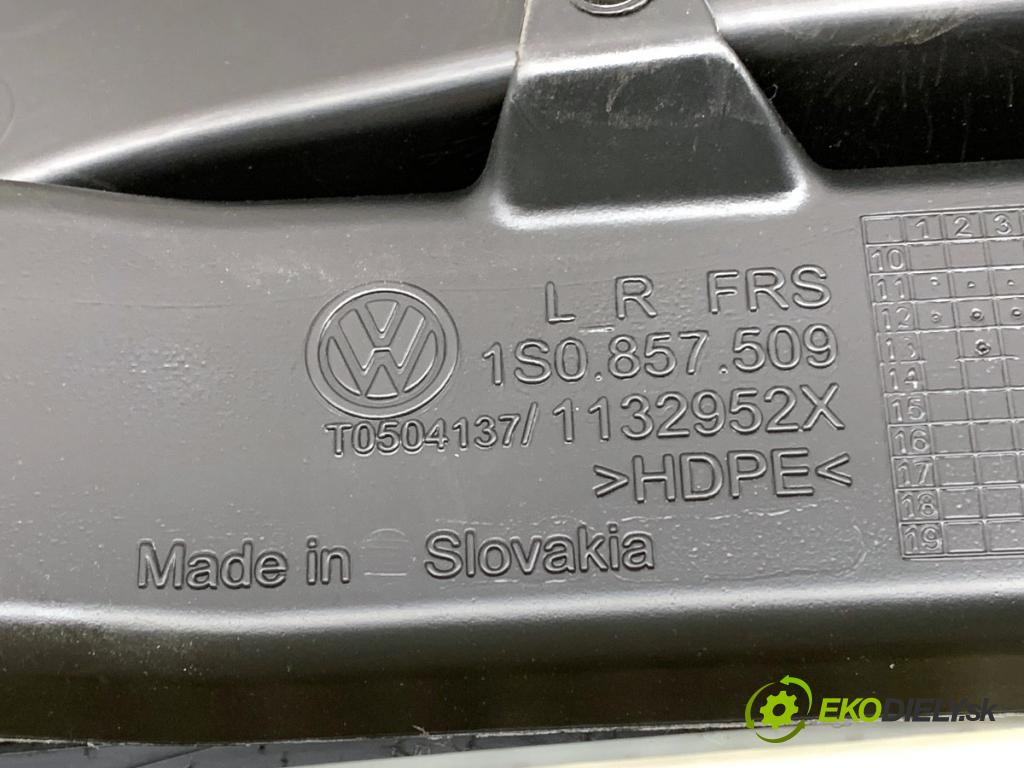 1 2 3
10
11
12
13
14
15
16
17
18
19
L_R FRS
1S0.857.509
T0504137/1132952X
>HDPE<
Made in Slovakia
EKODIELY.sk